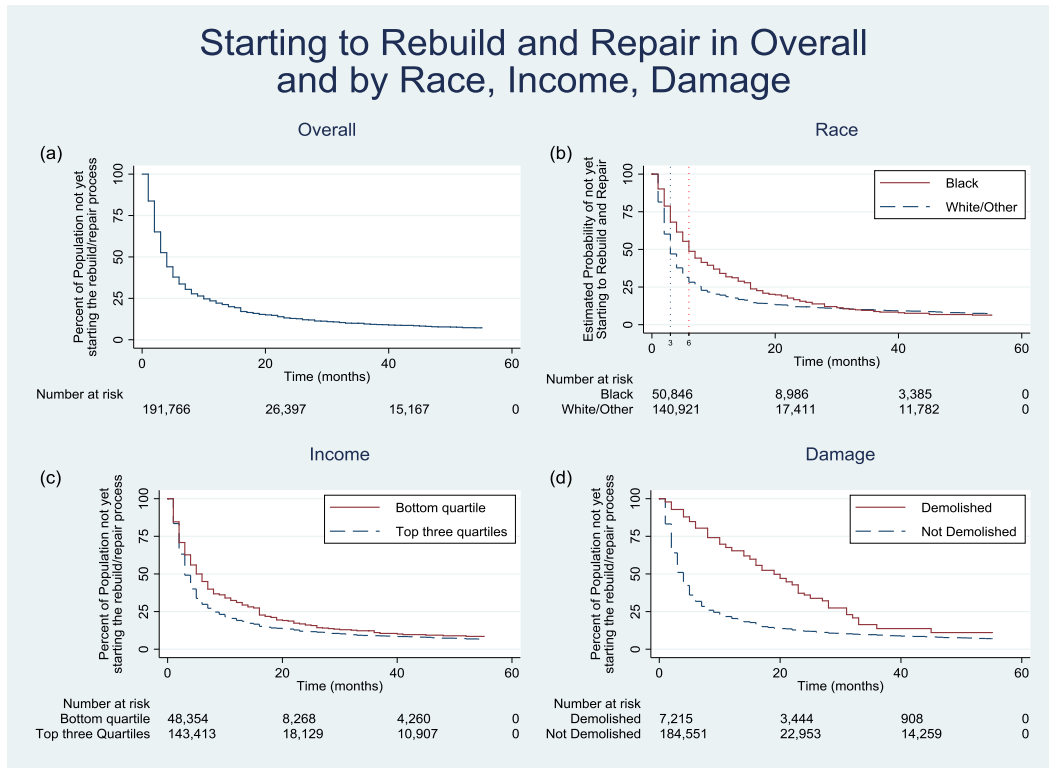 Starting to Rebuild and Repair in Overall
and by Race, Income, Damage
Overall
(a)
Percent of Population not yet
starting the rebuild/repair process
100
75
50
25
0
0 20 40 60
Time (months)
Number at risk
191,766 26,397 15,167 0
Race
(b)
Estimated Probability of not yet
Starting to Rebuild and Repair
100
75
50
25
0
Black
White/Other
0 3 6 20 40 60
Time (months)
Number at risk
Black 50,846 8,986 3,385 0
White/Other 140,921 17,411 11,782 0
Income
(c)
Percent of Population not yet
starting the rebuild/repair process
100
75
50
25
0
Bottom quartile
Top three quartiles
0 20 40 60
Time (months)
Number at risk
Bottom quartile 48,354 8,268 4,260 0
Top three Quartiles 143,413 18,129 10,907 0
Damage
(d)
Percent of Population not yet
starting the rebuild/repair process
100
75
50
25
0
Demolished
Not Demolished
0 20 40 60
Time (months)
Number at risk
Demolished 7,215 3,444 908 0
Not Demolished 184,551 22,953 14,259 0